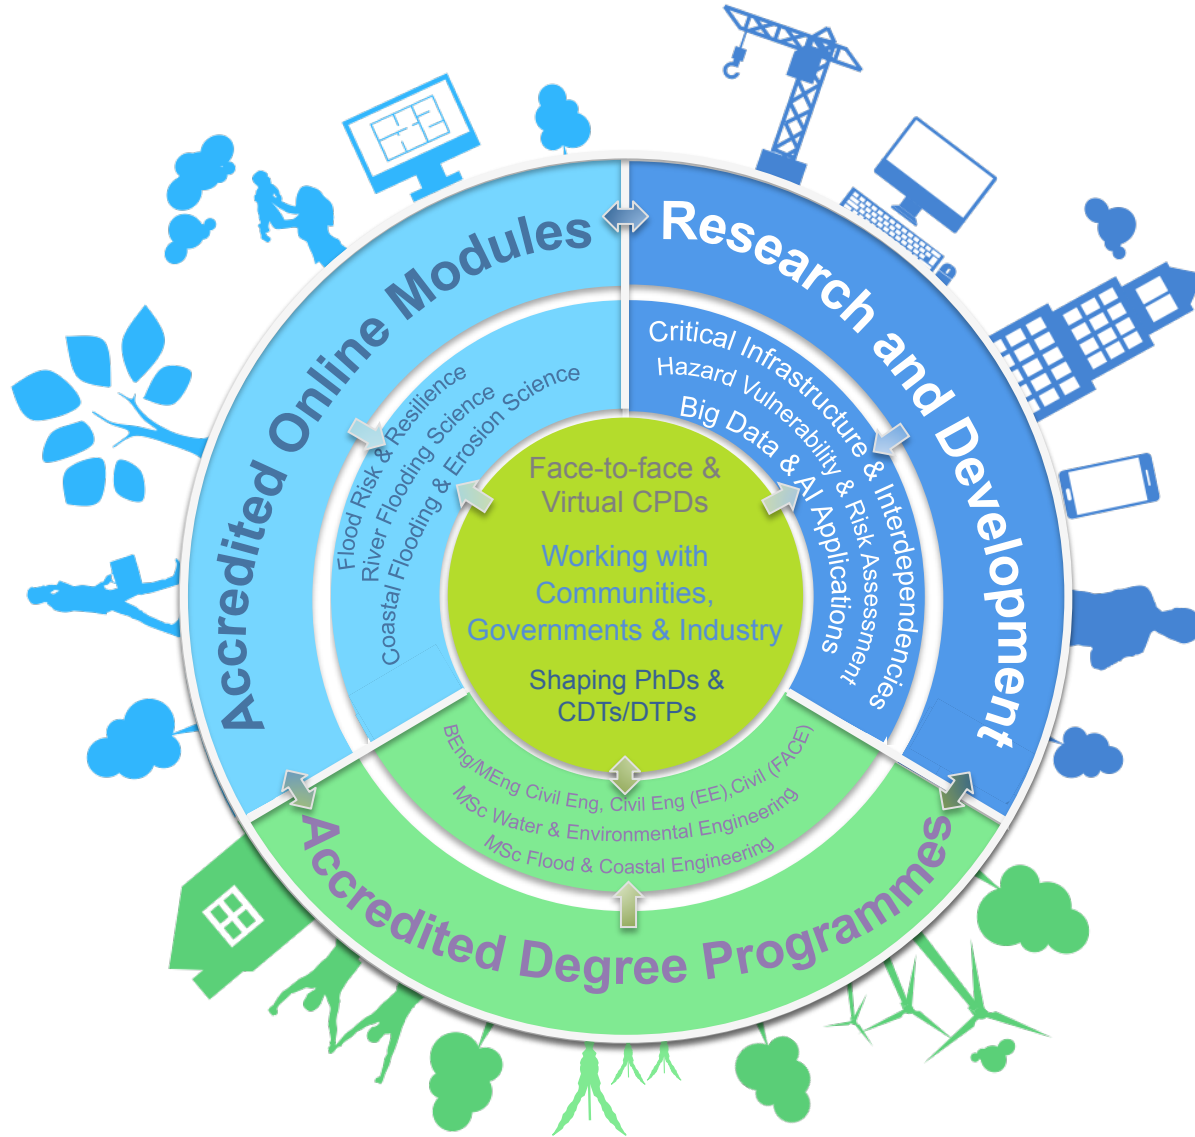 Accredited Online Modules
Flood Risk & Resilience
River Flooding Science
Coastal Flooding & Erosion Science
Research and Development
Critical Infrastructure & Interdependencies
Hazard Vulnerability & Risk Assessment
Big Data & AI Applications
Face-to-face &
Virtual CPDs
Working with
Communities,
Governments & Industry
Shaping PhDs &
CDTs/DTPs
BEng/MEng Civil Eng, Civil Eng (EE),Civil (FACE)
MSc Water & Environmental Engineering
MSc Flood & Coastal Engineering
Accredited Degree Programmes